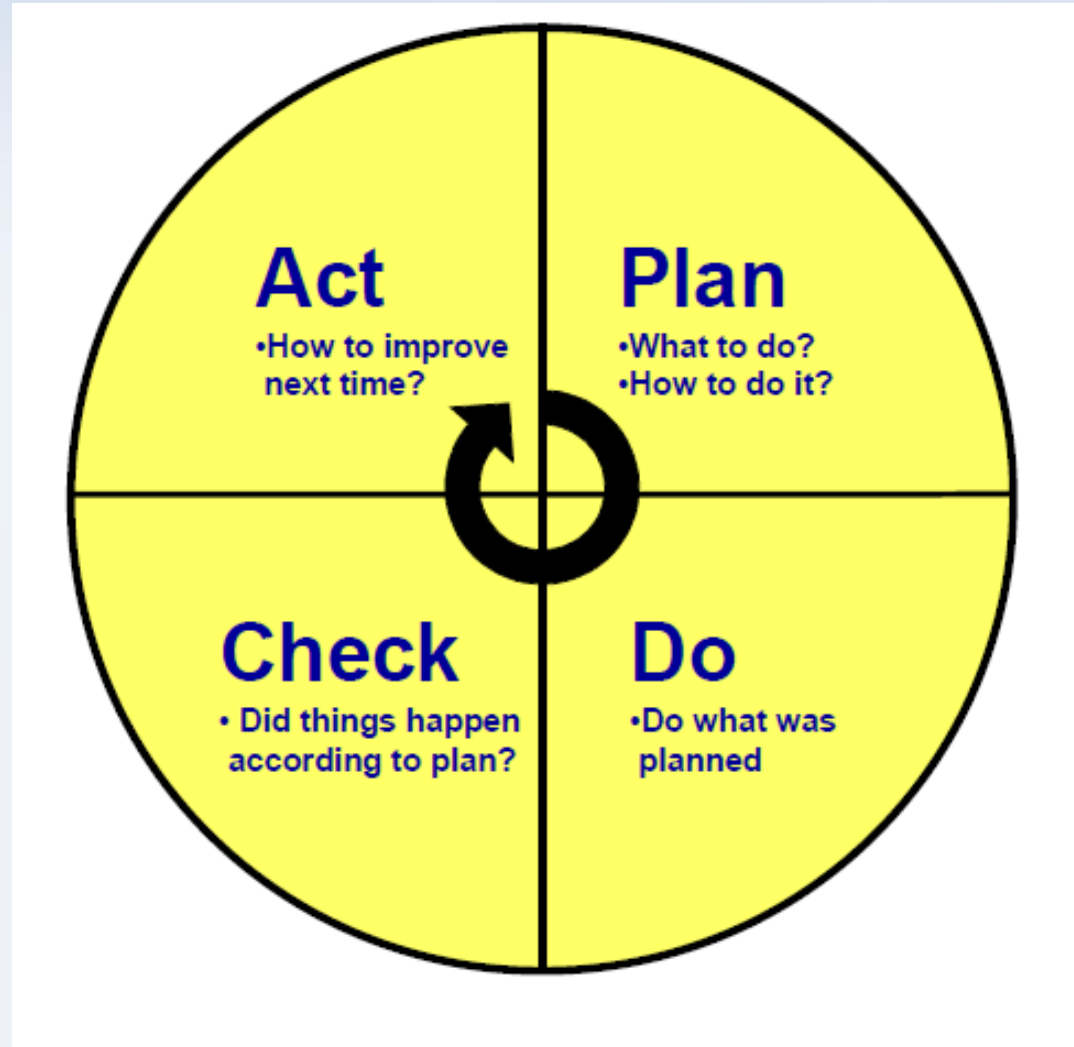 Act
•How to improve
next time?
Plan
•What to do?
•How to do it?
Check
• Did things happen
according to plan?
Do
•Do what was
planned